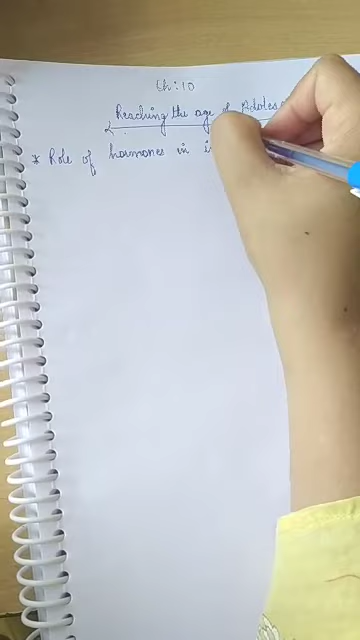 Ch:10
Reaching the age of Adoles
* Role of hormones in i